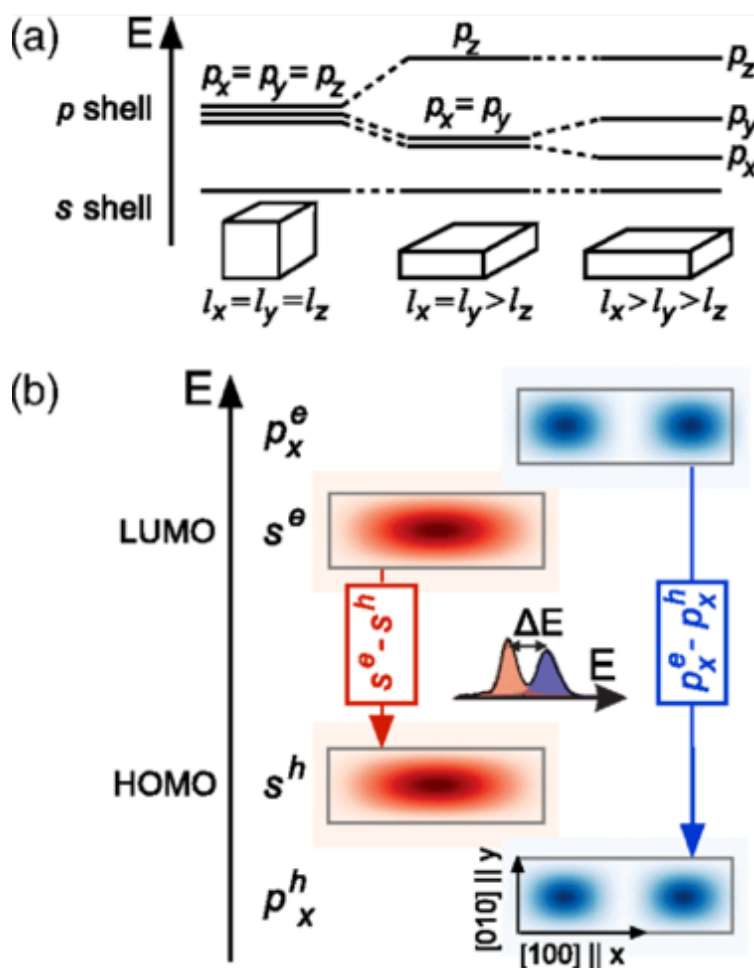 (a) E
p_z
p_x = p_y = p_z
p_z
p shell
p_x = p_y
p_y
p_x
s shell
l_x = l_y = l_z
l_x = l_y > l_z
l_x > l_y > l_z
(b) E
p_x^e
LUMO s^e
s^e - s^h
ΔE
E
p_x^e - p_x^h
HOMO s^h
[010] || y
p_x^h
[100] || x